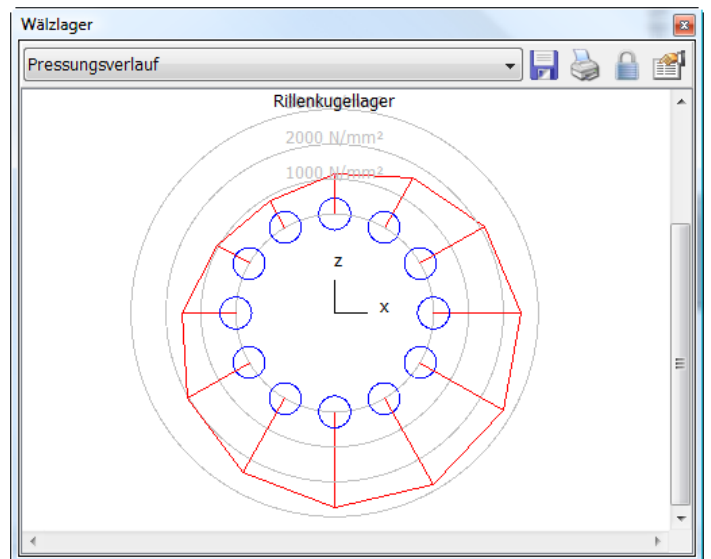 Wälzlager
Pressungsverlauf
Rillenkugellager
2000 N/mm²
1000 N/mm²
z
x